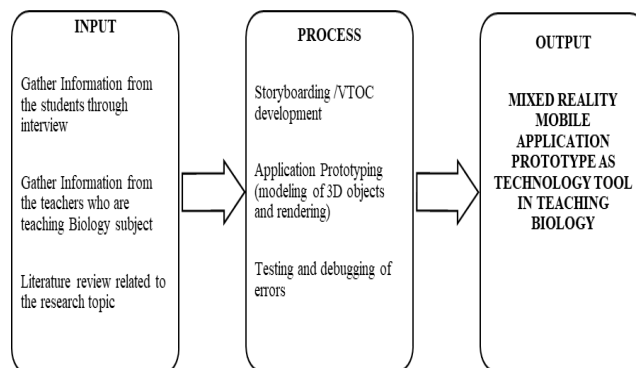 INPUT
Gather Information from
the students through
interview
Gather Information from
the teachers who are
teaching Biology subject
Literature review related to
the research topic
PROCESS
Storyboarding /VTOC
development
Application Prototyping
(modeling of 3D objects
and rendering)
Testing and debugging of
errors
OUTPUT
MIXED REALITY
MOBILE
APPLICATION
PROTOTYPE AS
TECHNOLOGY TOOL
IN TEACHING
BIOLOGY